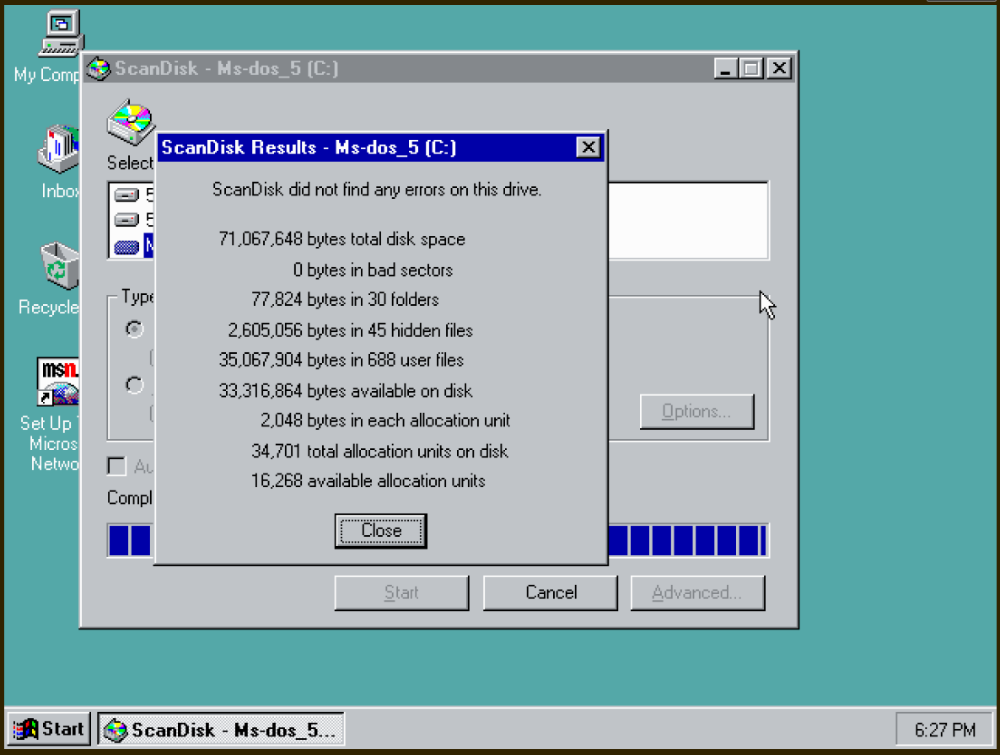 My Comp
ScanDisk - Ms-dos_5 (C:)
Select
ScanDisk Results - Ms-dos_5 (C:)
Inbox
5
5
ScanDisk did not find any errors on this drive.
71,067,648 bytes total disk space
0 bytes in bad sectors
77,824 bytes in 30 folders
2,605,056 bytes in 45 hidden files
35,067,904 bytes in 688 user files
33,316,864 bytes available on disk
2,048 bytes in each allocation unit
34,701 total allocation units on disk
16,268 available allocation units
Close
Recycle
Type
msn.
Set Up
Micros
Netwo
Options...
Au
Compl
Start
Cancel
Advanced...
Start
ScanDisk - Ms-dos_5...
6:27 PM